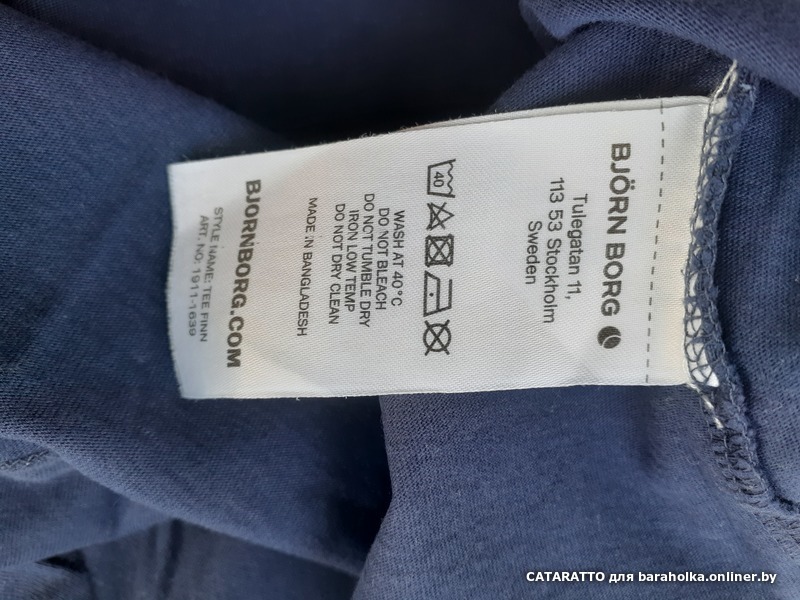 BJÖRN BORG
Tulegatan 11,
113 53 Stockholm
Sweden
40
WASH AT 40°C
DO NOT BLEACH
DO NOT TUMBLE DRY
IRON LOW TEMP
DO NOT DRY CLEAN
MADE IN BANGLADESH
BJORNBORG.COM
STYLE NAME: TEE FINN
ART. NO: 1911-1639
CATARATTO для baraholka.onliner.by